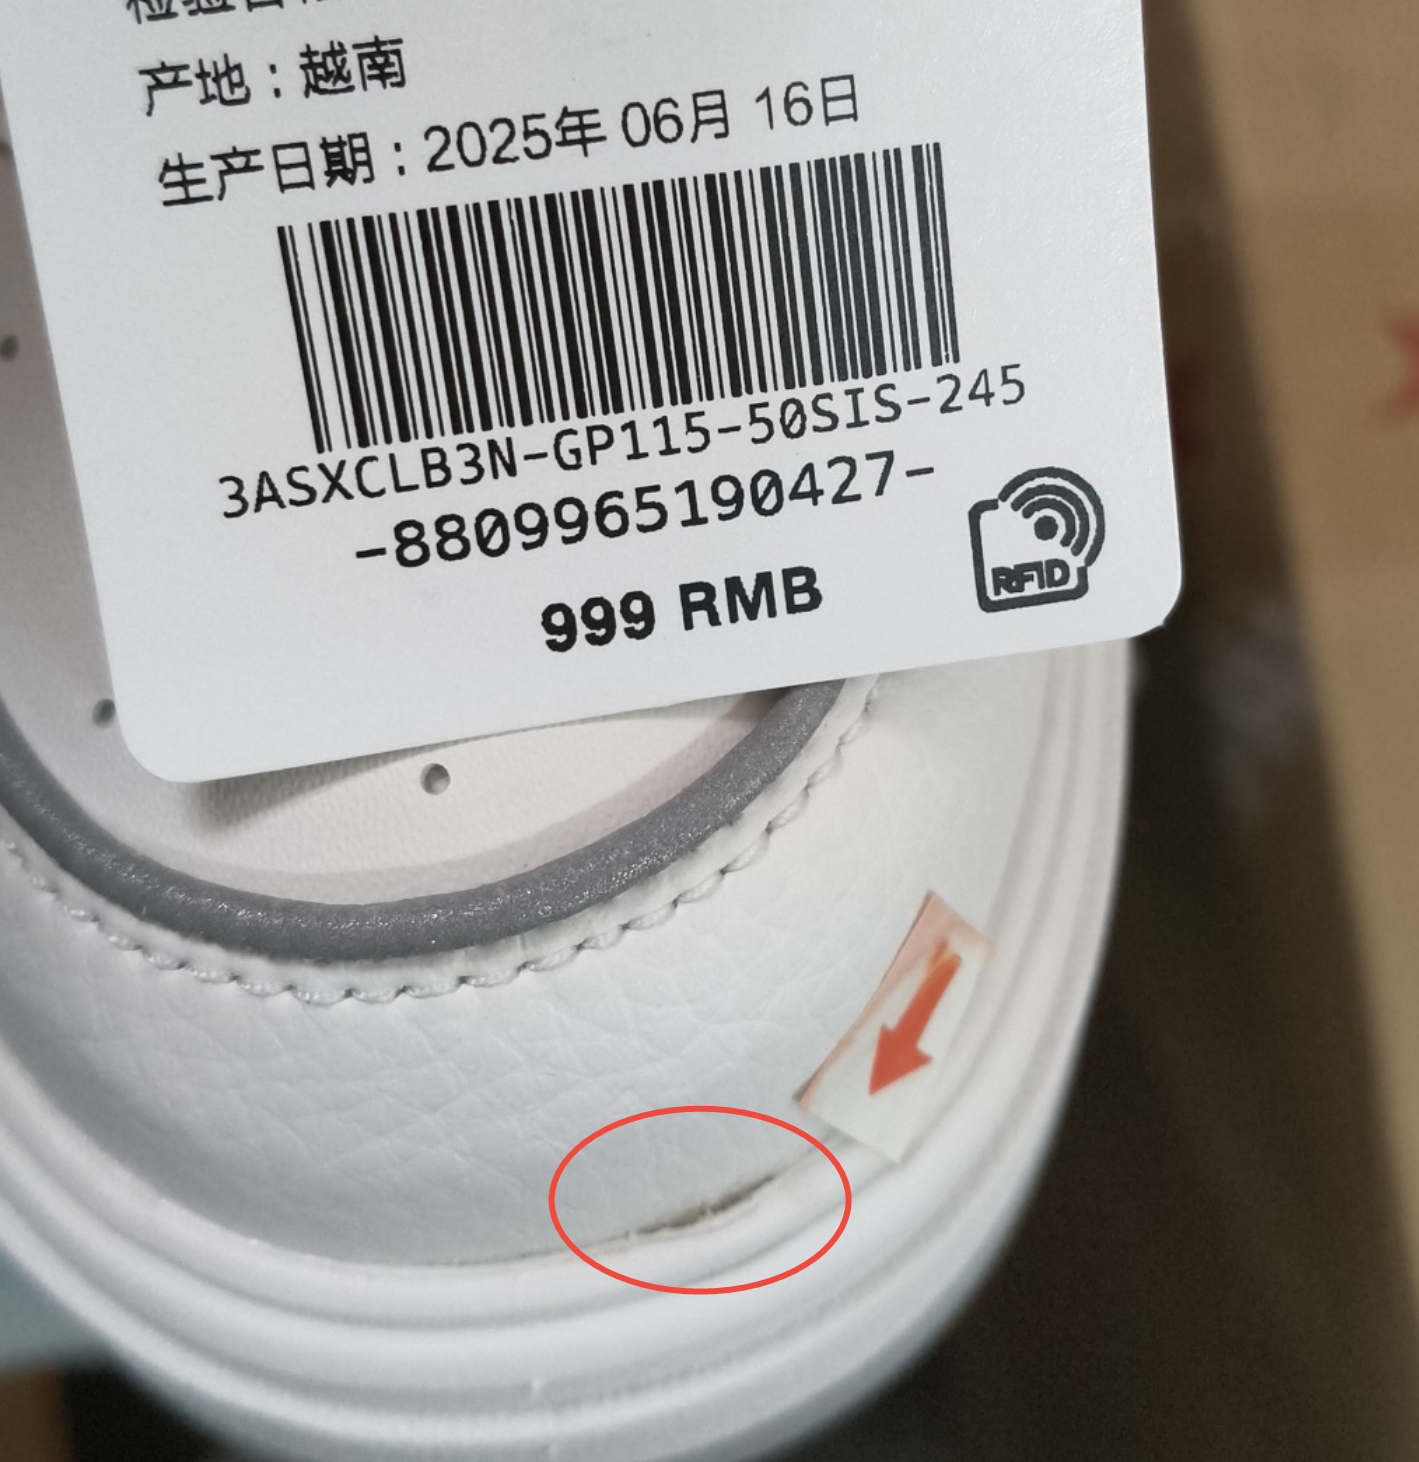 产地：越南
生产日期：2025年 06月 16日
3ASXCLB3N-GP115-50SIS-245
-8809965190427-
999 RMB
RFID